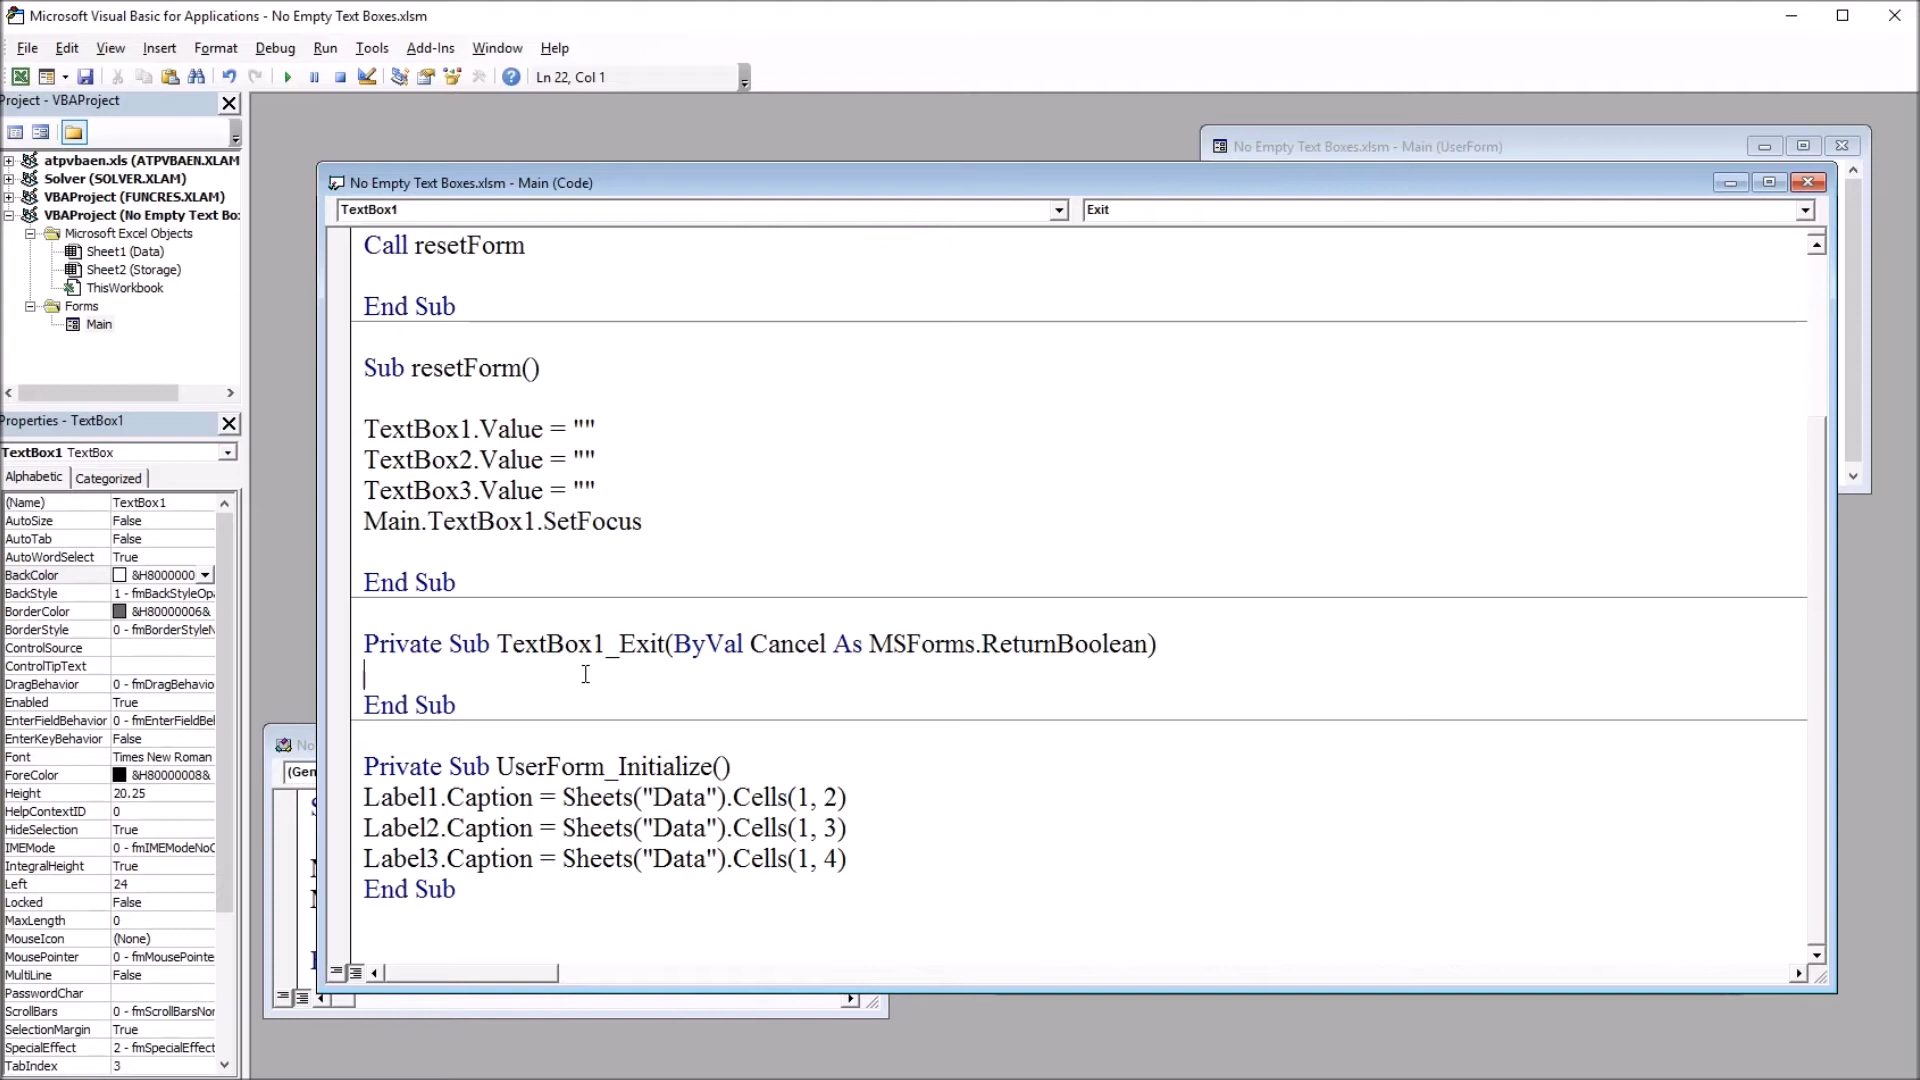 Microsoft Visual Basic for Applications - No Empty Text Boxes.xlsm
File Edit View Insert Format Debug Run Tools Add-Ins Window Help
Ln 22, Col 1
Project - VBAProject
atpvbaen.xls (ATPVBAEN.XLAM
Solver (SOLVER.XLAM)
VBAProject (FUNCRES.XLAM)
VBAProject (No Empty Text Bo
Microsoft Excel Objects
Sheet1 (Data)
Sheet2 (Storage)
ThisWorkbook
Forms
Main
Properties - TextBox1
TextBox1 TextBox
Alphabetic Categorized
(Name) TextBox1
AutoSize False
AutoTab False
AutoWordSelect True
BackColor &H8000000
BackStyle 1 - fmBackStyleOp
BorderColor &H80000006&
BorderStyle 0 - fmBorderStyleN
ControlSource
ControlTipText
DragBehavior 0 - fmDragBehavio
Enabled True
EnterFieldBehavior 0 - fmEnterFieldBe
EnterKeyBehavior False
Font Times New Roman
ForeColor &H80000008&
Height 20.25
HelpContextID 0
HideSelection True
IMEMode 0 - fmIMEModeNoC
IntegralHeight True
Left 24
Locked False
MaxLength 0
MouseIcon (None)
MousePointer 0 - fmMousePointe
MultiLine False
PasswordChar
ScrollBars 0 - fmScrollBarsNor
SelectionMargin True
SpecialEffect 2 - fmSpecialEffect
TabIndex 3
No Empty Text Boxes.xlsm - Main (UserForm)
No Empty Text Boxes.xlsm - Main (Code)
TextBox1 Exit
Call resetForm
End Sub
Sub resetForm()
TextBox1.Value = ""
TextBox2.Value = ""
TextBox3.Value = ""
Main.TextBox1.SetFocus
End Sub
Private Sub TextBox1_Exit(ByVal Cancel As MSForms.ReturnBoolean)
End Sub
Private Sub UserForm_Initialize()
Label1.Caption = Sheets("Data").Cells(1, 2)
Label2.Caption = Sheets("Data").Cells(1, 3)
Label3.Caption = Sheets("Data").Cells(1, 4)
End Sub
No
(Gen